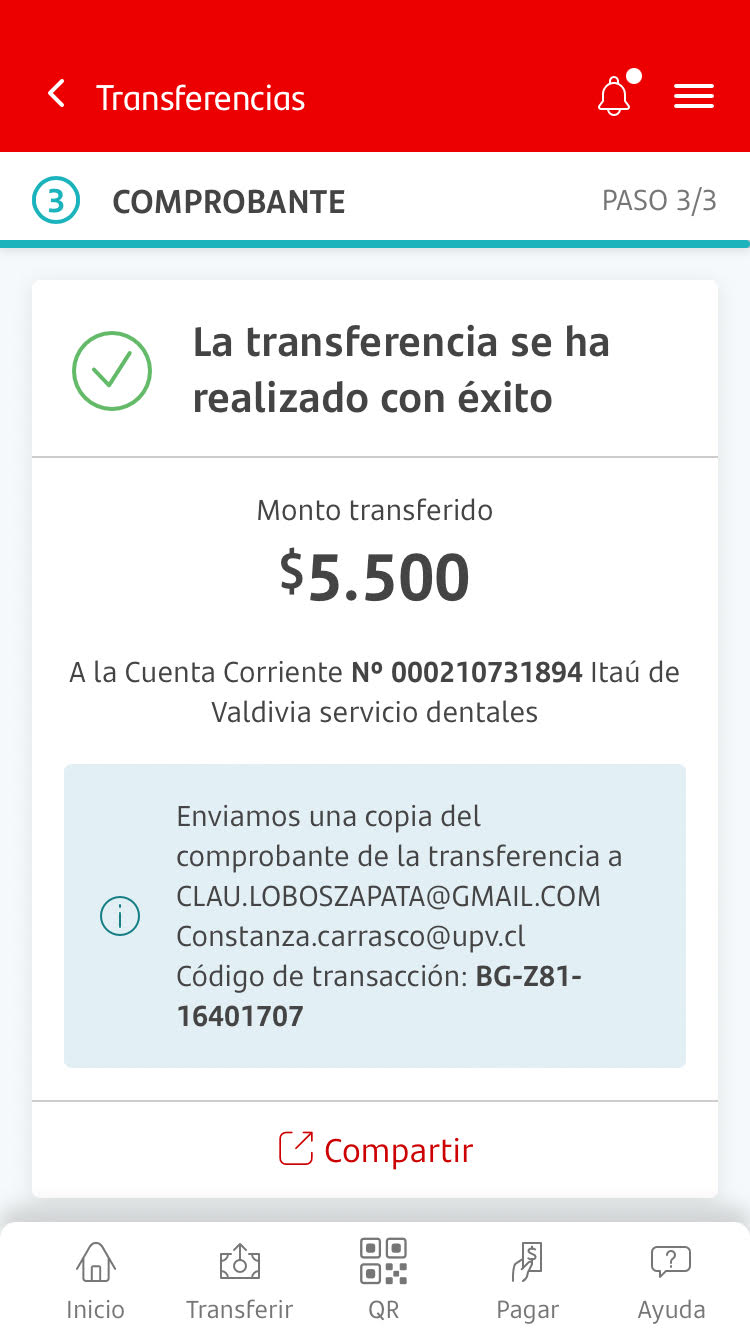 Transferencias
3 COMPROBANTE PASO 3/3
La transferencia se ha
realizado con éxito
Monto transferido
$5.500
A la Cuenta Corriente Nº 000210731894 Itaú de
Valdivia servicio dentales
Enviamos una copia del
comprobante de la transferencia a
CLAU.LOBOSZAPATA@GMAIL.COM
Constanza.carrasco@upv.cl
Código de transacción: BG-Z81-
16401707
Compartir
Inicio Transferir QR Pagar Ayuda